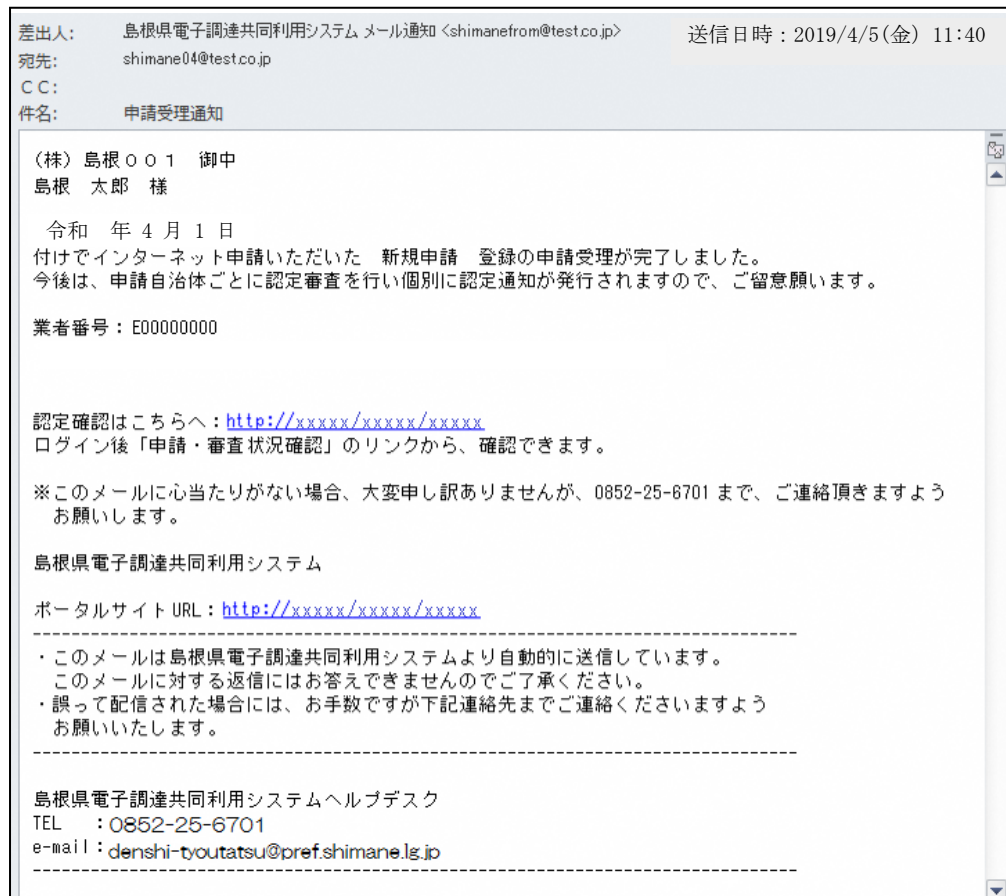 差出人: 島根県電子調達共同利用システム メール通知 <shimanefrom@test.co.jp> 送信日時：2019/4/5(金) 11:40
宛先: shimane04@test.co.jp
CC:
件名: 申請受理通知
（株）島根００１　御中
島根　太郎　様
令和　年 4 月 1 日
付けでインターネット申請いただいた　新規申請　登録の申請受理が完了しました。
今後は、申請自治体ごとに認定審査を行い個別に認定通知が発行されますので、ご留意願います。
業者番号：E00000000
認定確認はこちらへ：http://xxxxx/xxxxx/xxxxx
ログイン後「申請・審査状況確認」のリンクから、確認できます。
※このメールに心当たりがない場合、大変申し訳ありませんが、0852-25-6701 まで、ご連絡頂きますよう
お願いします。
島根県電子調達共同利用システム
ポータルサイト URL：http://xxxxx/xxxxx/xxxxx
--------------------------------------------------------------------------------
・このメールは島根県電子調達共同利用システムより自動的に送信しています。
このメールに対する返信にはお答えできませんのでご了承ください。
・誤って配信された場合には、お手数ですが下記連絡先までご連絡くださいますよう
お願いいたします。
--------------------------------------------------------------------------------
島根県電子調達共同利用システムヘルプデスク
TEL　：0852-25-6701
e-mail：denshi-tyoutatsu@pref.shimane.lg.jp
--------------------------------------------------------------------------------